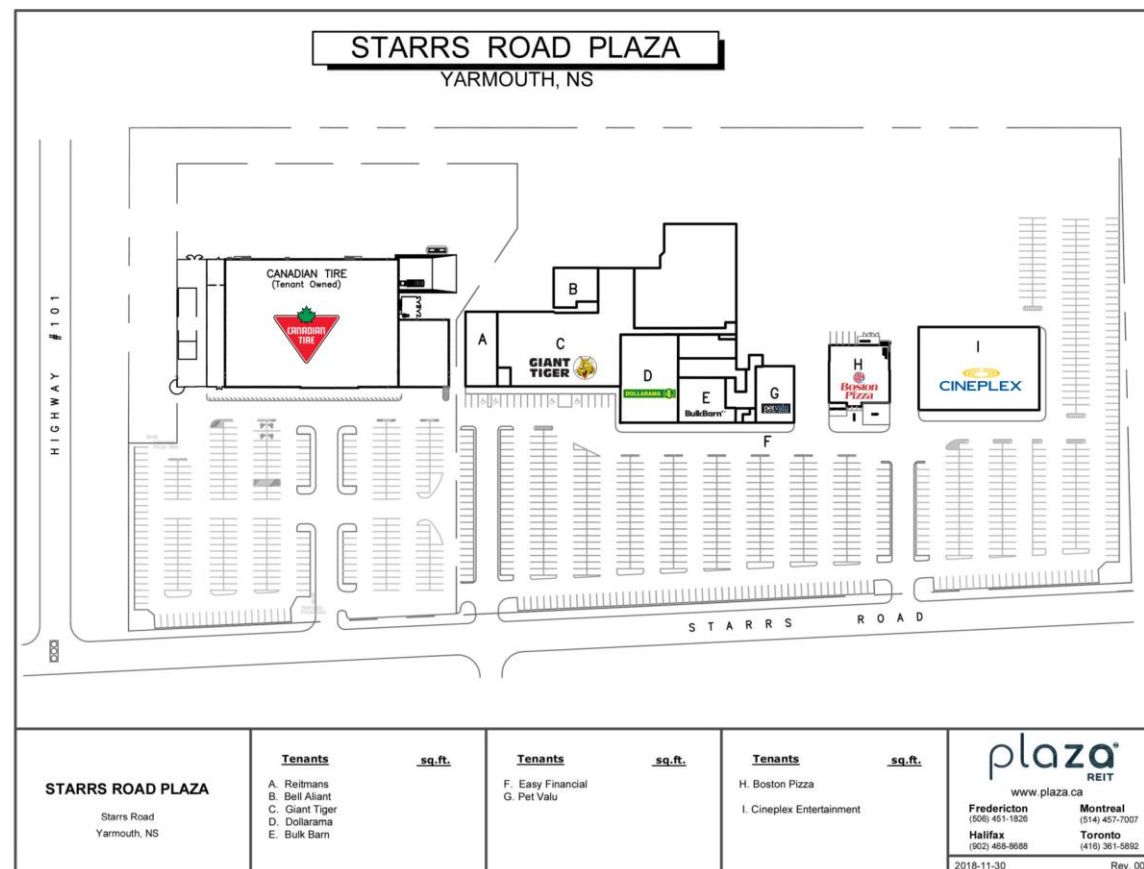 STARRS ROAD PLAZA
YARMOUTH, NS
HIGHWAY #101
CANADIAN TIRE
(Tenant Owned)
CANADIAN
TIRE
A
B
C
GIANT
TIGER
D
DOLLARAMA
E
BulkBarn
F
G
H
Boston
Pizza
I
CINEPLEX
STARRS ROAD
STARRS ROAD PLAZA
Starrs Road
Yarmouth, NS
Tenants sq.ft.
A. Reitmans
B. Bell Aliant
C. Giant Tiger
D. Dollarama
E. Bulk Barn
Tenants sq.ft.
F. Easy Financial
G. Pet Valu
Tenants sq.ft.
H. Boston Pizza
I. Cineplex Entertainment
plaza
REIT
www.plaza.ca
Fredericton Montreal
(506) 451-1826 (514) 457-7007
Halifax Toronto
(902) 468-8688 (416) 361-5892
2018-11-30 Rev. 00